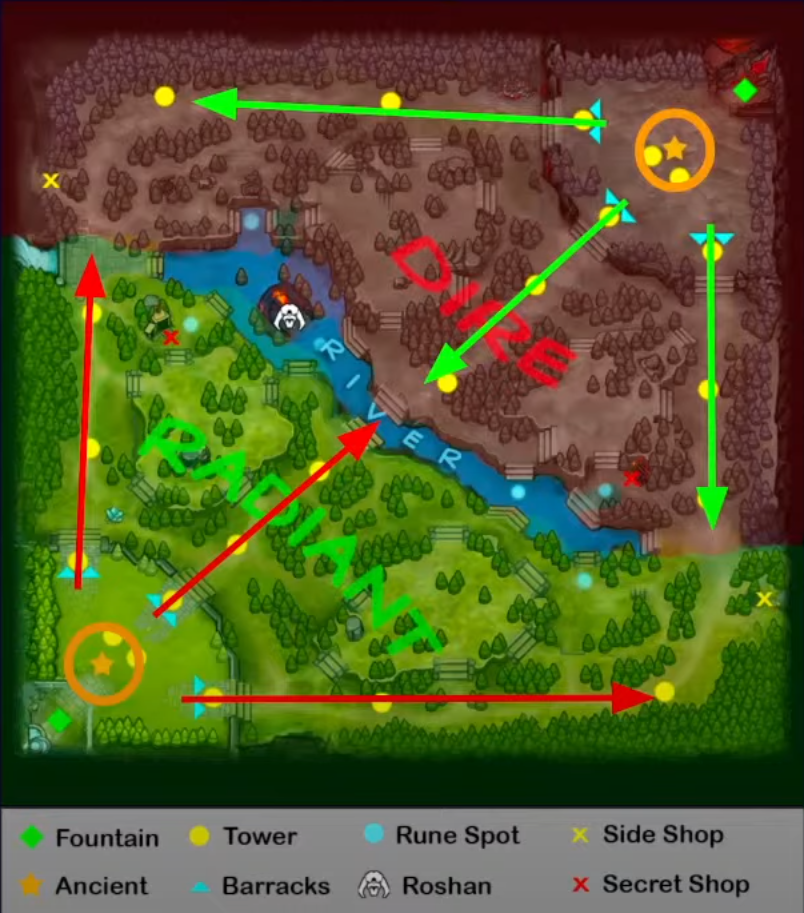 DIRE
RIVER
RADIANT
Fountain
Tower
Rune Spot
Side Shop
Ancient
Barracks
Roshan
Secret Shop